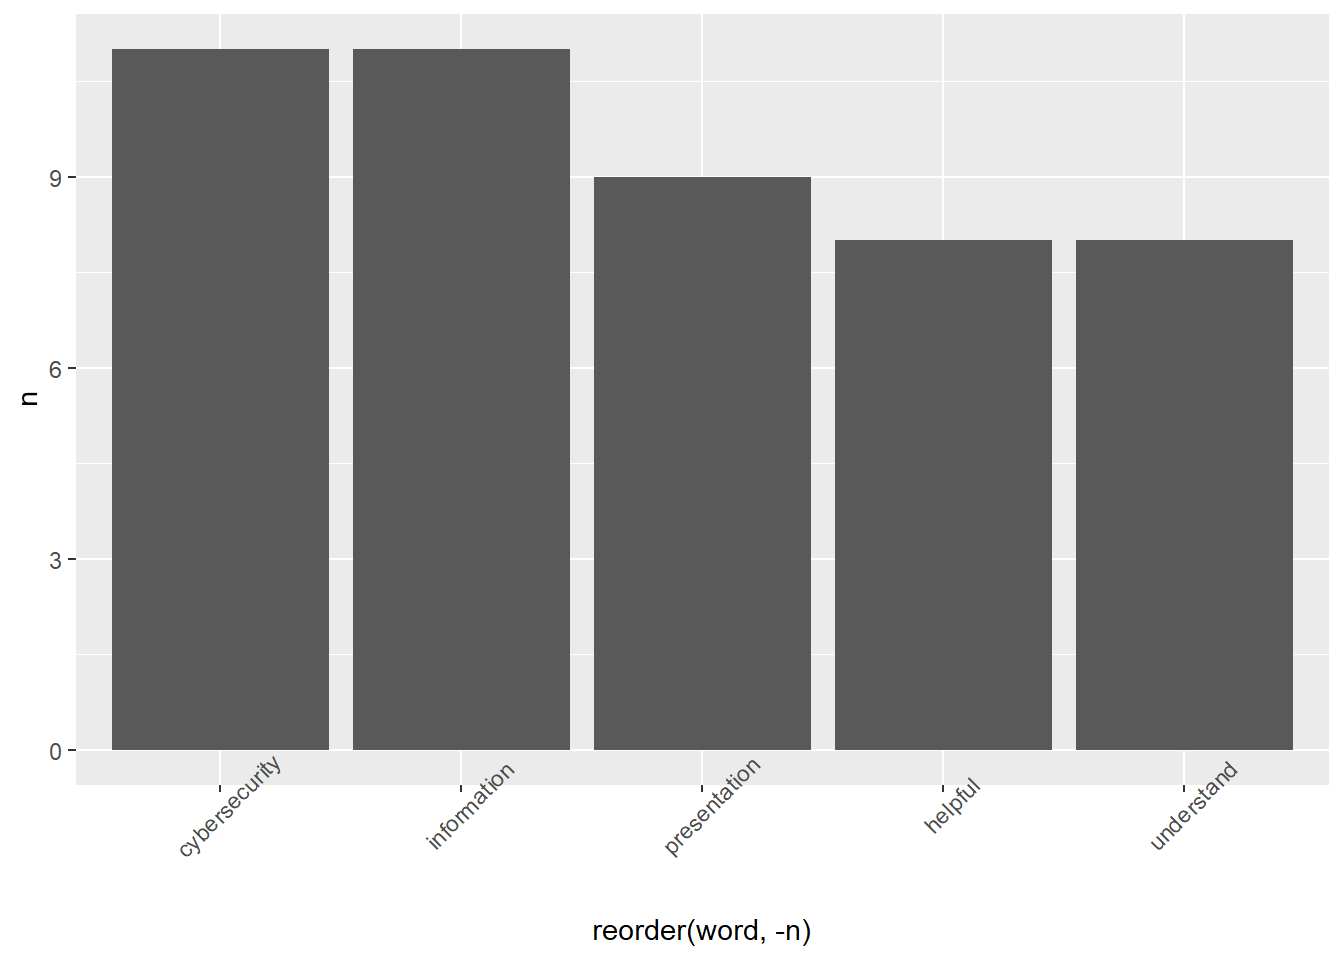 n
9
6
3
0
cybersecurity
information
presentation
helpful
understand
reorder(word, -n)